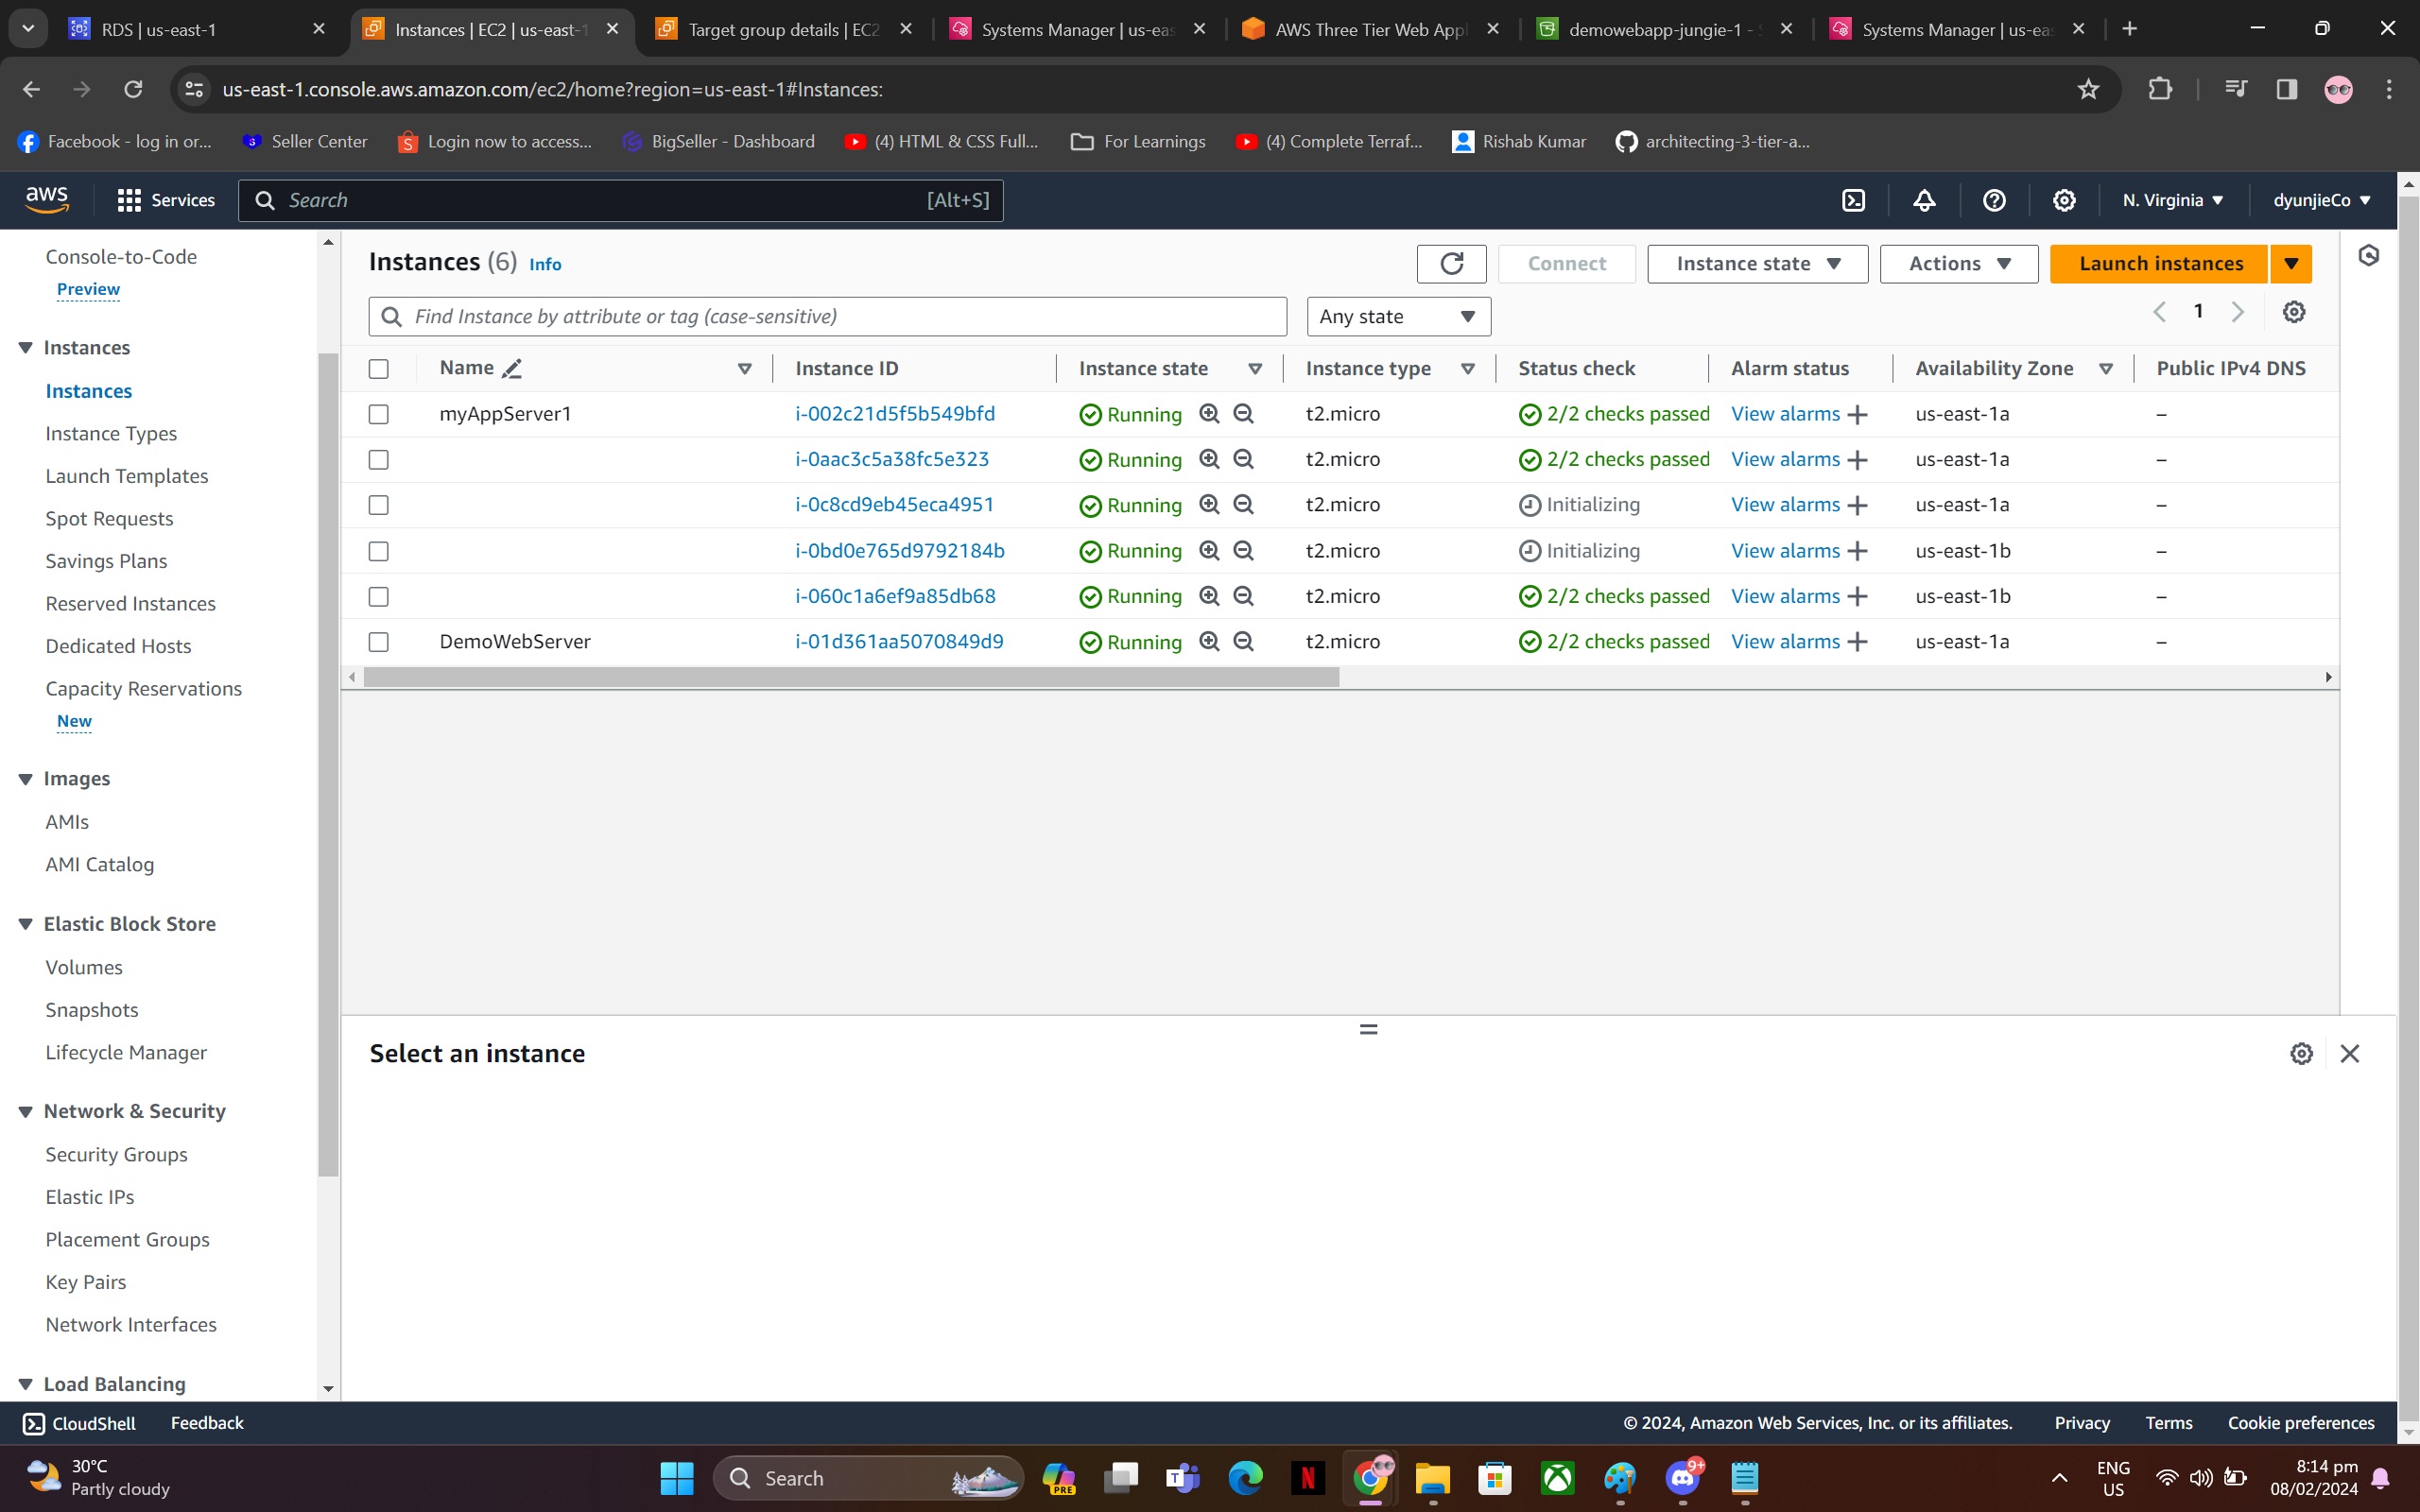 RDS | us-east-1
Instances | EC2 | us-east-1
Target group details | EC2
Systems Manager | us-eas
AWS Three Tier Web Appl
demowebapp-jungie-1 -
Systems Manager | us-eas
us-east-1.console.aws.amazon.com/ec2/home?region=us-east-1#Instances:
Facebook - log in or...
Seller Center
Login now to access...
BigSeller - Dashboard
(4) HTML & CSS Full...
For Learnings
(4) Complete Terraf...
Rishab Kumar
architecting-3-tier-a...
aws
Services
Search
[Alt+S]
N. Virginia
dyunjieCo
Console-to-Code
Preview
Instances
Instances
Instance Types
Launch Templates
Spot Requests
Savings Plans
Reserved Instances
Dedicated Hosts
Capacity Reservations
New
Images
AMIs
AMI Catalog
Elastic Block Store
Volumes
Snapshots
Lifecycle Manager
Network & Security
Security Groups
Elastic IPs
Placement Groups
Key Pairs
Network Interfaces
Load Balancing
Instances (6) Info
Connect
Instance state
Actions
Launch instances
Find Instance by attribute or tag (case-sensitive)
Any state
1
Name Instance ID Instance state Instance type Status check Alarm status Availability Zone Public IPv4 DNS
myAppServer1 i-002c21d5f5b549bfd Running t2.micro 2/2 checks passed View alarms + us-east-1a –
i-0aac3c5a38fc5e323 Running t2.micro 2/2 checks passed View alarms + us-east-1a –
i-0c8cd9eb45eca4951 Running t2.micro Initializing View alarms + us-east-1a –
i-0bd0e765d9792184b Running t2.micro Initializing View alarms + us-east-1b –
i-060c1a6ef9a85db68 Running t2.micro 2/2 checks passed View alarms + us-east-1b –
DemoWebServer i-01d361aa5070849d9 Running t2.micro 2/2 checks passed View alarms + us-east-1a –
Select an instance
CloudShell
Feedback
© 2024, Amazon Web Services, Inc. or its affiliates.
Privacy
Terms
Cookie preferences
30°C
Partly cloudy
Search
PRE
9+
ENG
US
8:14 pm
08/02/2024